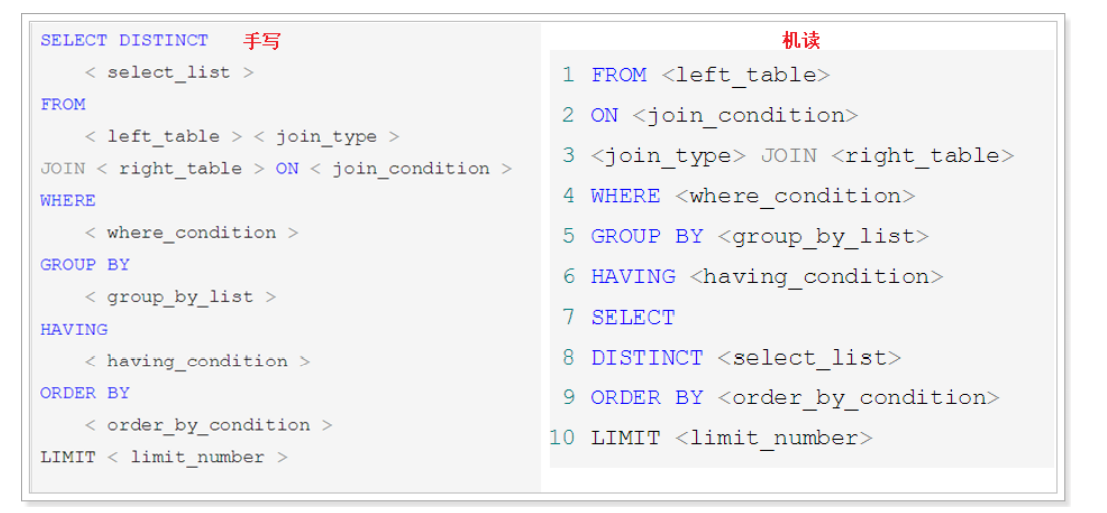 SELECT DISTINCT 手写
< select_list >
FROM
< left_table > < join_type >
JOIN < right_table > ON < join_condition >
WHERE
< where_condition >
GROUP BY
< group_by_list >
HAVING
< having_condition >
ORDER BY
< order_by_condition >
LIMIT < limit_number >
机读
1 FROM <left_table>
2 ON <join_condition>
3 <join_type> JOIN <right_table>
4 WHERE <where_condition>
5 GROUP BY <group_by_list>
6 HAVING <having_condition>
7 SELECT
8 DISTINCT <select_list>
9 ORDER BY <order_by_condition>
10 LIMIT <limit_number>